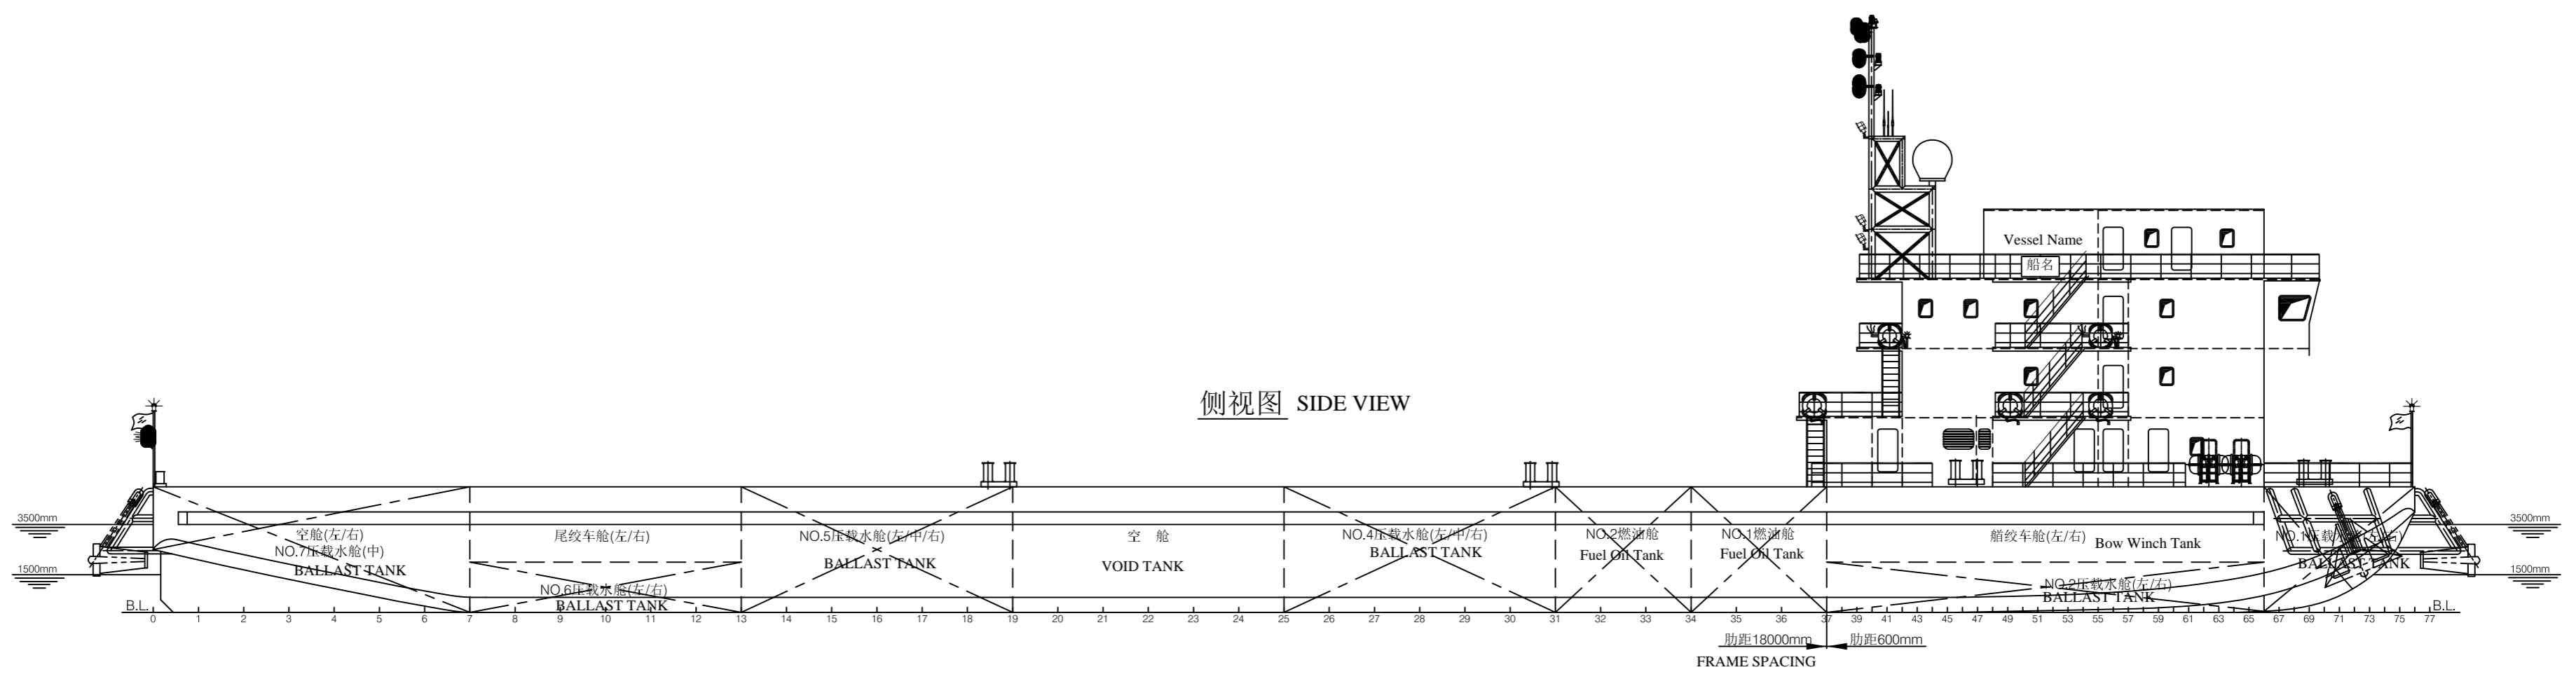 Vessel Name
船名
侧视图 SIDE VIEW
3500mm
3500mm
空舱(左/右)
NO.7压载水舱(中)
BALLAST TANK
尾绞车舱(左/右)
NO.6压载水舱(左/右)
BALLAST TANK
NO.5压载水舱(左/中/右)
BALLAST TANK
空 舱
VOID TANK
NO.4压载水舱(左/中/右)
BALLAST TANK
NO.2燃油舱
Fuel Oil Tank
NO.1燃油舱
Fuel Oil Tank
艏绞车舱(左/右) Bow Winch Tank
NO.2压载水舱(左/右)
BALLAST TANK
BALLAST TANK
1500mm
1500mm
B.L.
B.L.
0 1 2 3 4 5 6 7 8 9 10 11 12 13 14 15 16 17 18 19 20 21 22 23 24 25 26 27 28 29 30 31 32 33 34 35 36 37 39 41 43 45 47 49 51 53 55 57 59 61 63 65 67 69 71 73 75 77
肋距18000mm 肋距600mm
FRAME SPACING